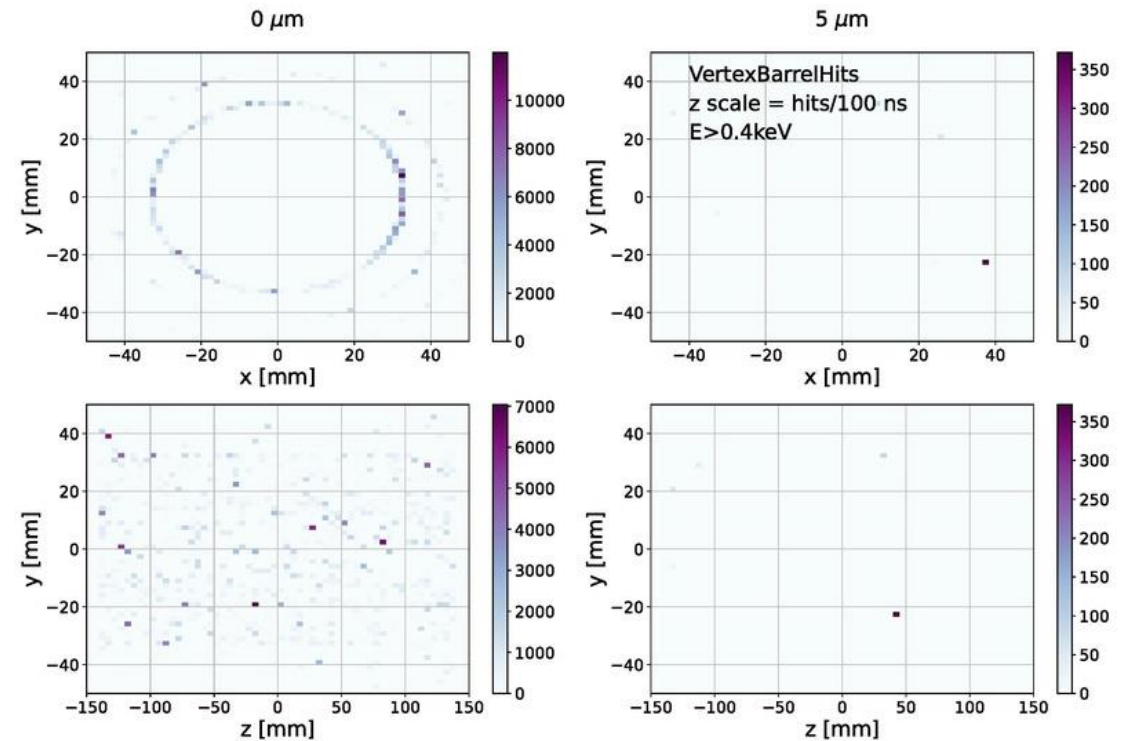 0 μm
5 μm
40
20
0
−20
−40
y [mm]
−40 −20 0 20 40
x [mm]
10000
8000
6000
4000
2000
0
VertexBarrelHits
z scale = hits/100 ns
E>0.4keV
40
20
0
−20
−40
y [mm]
−40 −20 0 20 40
x [mm]
350
300
250
200
150
100
50
0
40
20
0
−20
−40
y [mm]
−150 −100 −50 0 50 100 150
z [mm]
7000
6000
5000
4000
3000
2000
1000
0
40
20
0
−20
−40
y [mm]
−150 −100 −50 0 50 100 150
z [mm]
350
300
250
200
150
100
50
0